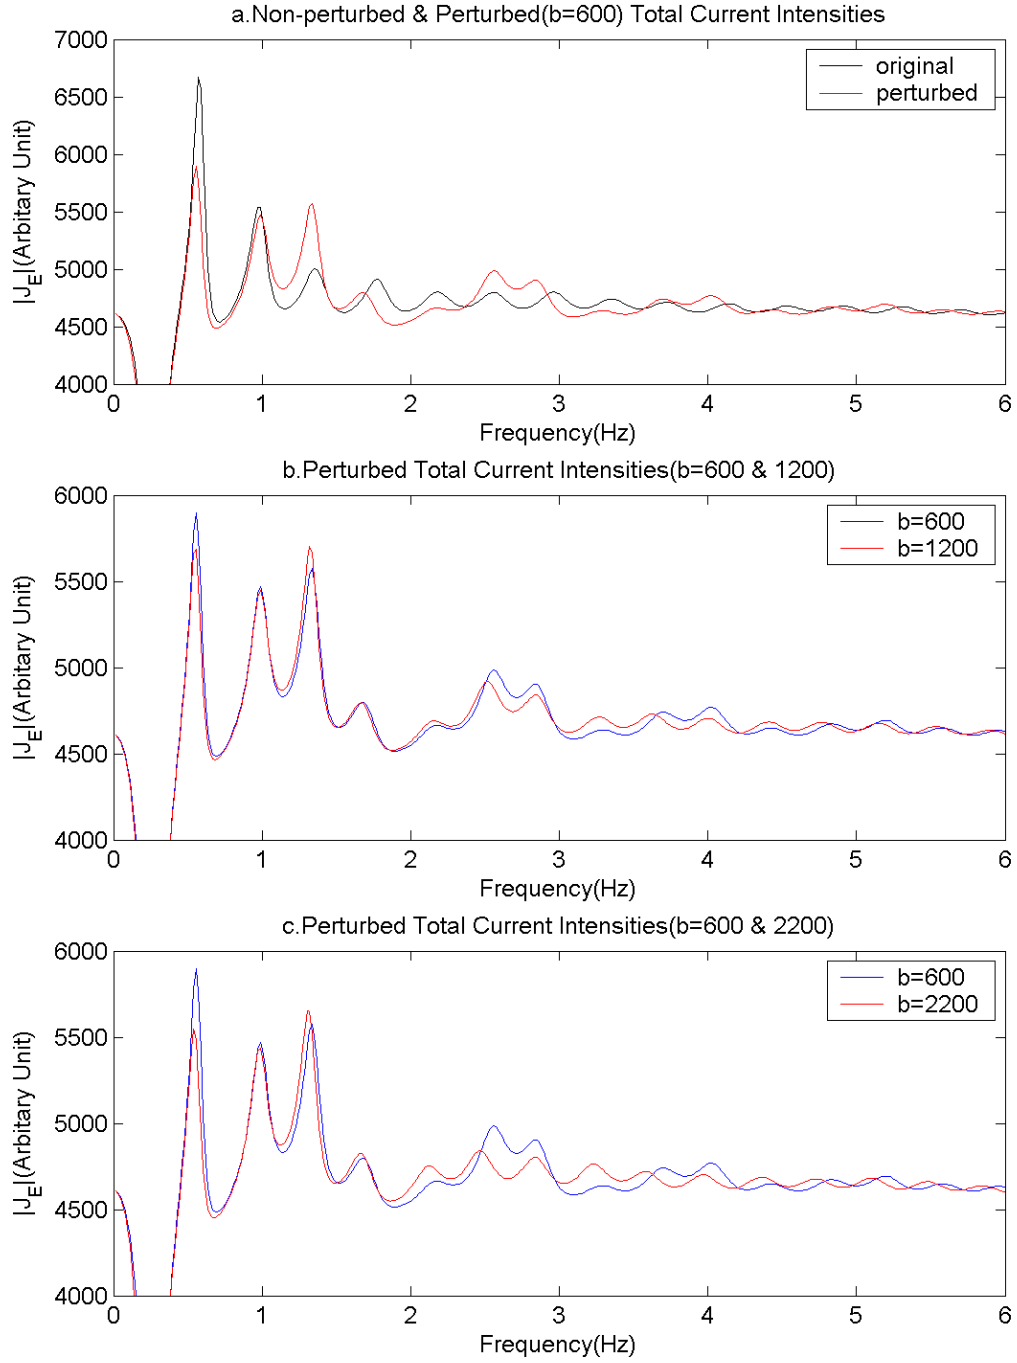 a.Non-perturbed & Perturbed(b=600) Total Current Intensities
7000
6500
6000
5500
5000
4500
4000
|J_E|(Arbitary Unit)
original
perturbed
0 1 2 3 4 5 6
Frequency(Hz)
b.Perturbed Total Current Intensities(b=600 & 1200)
6000
5500
5000
4500
4000
|J_E|(Arbitary Unit)
b=600
b=1200
0 1 2 3 4 5 6
Frequency(Hz)
c.Perturbed Total Current Intensities(b=600 & 2200)
6000
5500
5000
4500
4000
|J_E|(Arbitary Unit)
b=600
b=2200
0 1 2 3 4 5 6
Frequency(Hz)